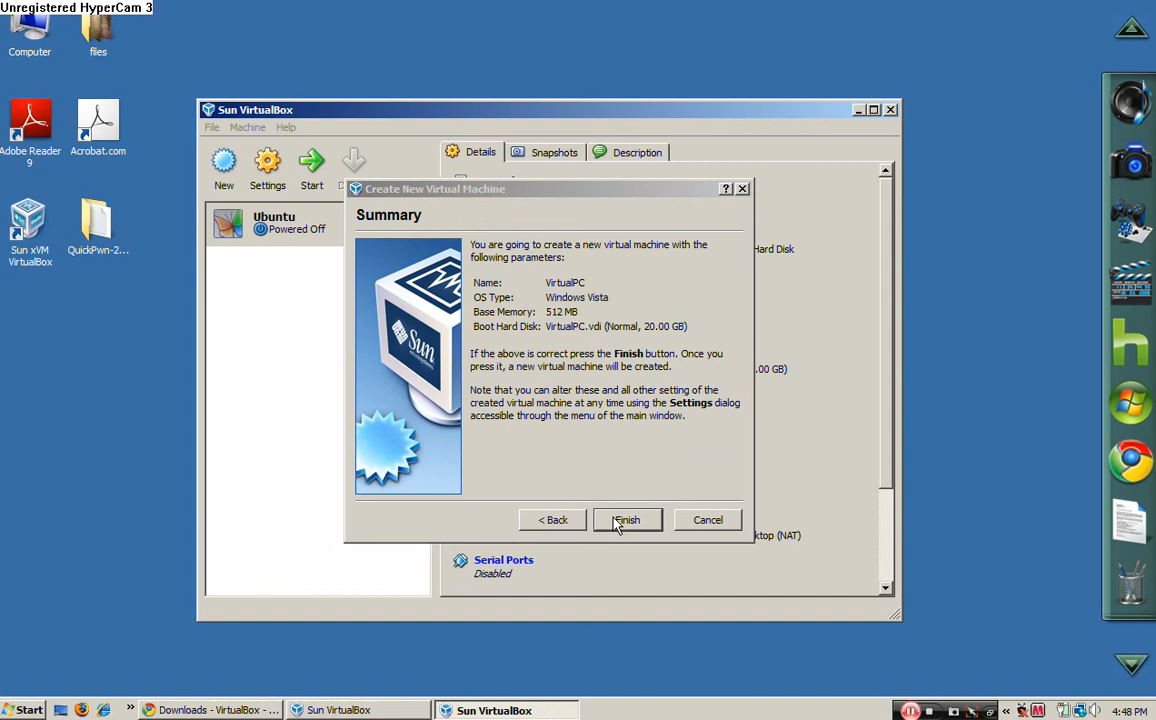 Unregistered HyperCam 3
Computer
files
Adobe Reader
9
Acrobat.com
Sun xVM
VirtualBox
QuickPwn-2...
Sun VirtualBox
File Machine Help
New Settings Start
Details Snapshots Description
Ubuntu
Powered Off
Create New Virtual Machine
Summary
You are going to create a new virtual machine with the
following parameters:
Name: VirtualPC
OS Type: Windows Vista
Base Memory: 512 MB
Boot Hard Disk: VirtualPC.vdi (Normal, 20.00 GB)
If the above is correct press the Finish button. Once you
press it, a new virtual machine will be created.
Note that you can alter these and all other setting of the
created virtual machine at any time using the Settings dialog
accessible through the menu of the main window.
Sun
< Back Finish Cancel
Hard Disk
.00 GB)
ktop (NAT)
Serial Ports
Disabled
Start
Downloads - VirtualBox - ...
Sun VirtualBox
Sun VirtualBox
4:48 PM